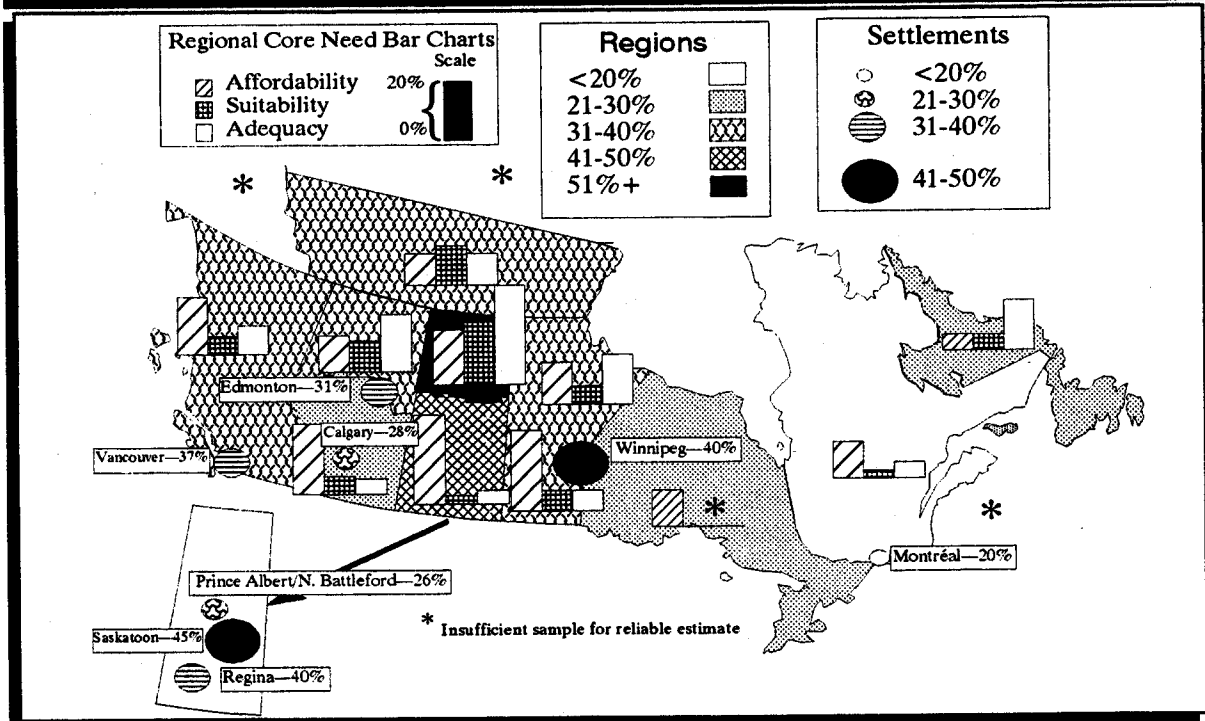 Regional Core Need Bar Charts
Scale
Affordability
Suitability
Adequacy
20%
0%
Regions
<20%
21-30%
31-40%
41-50%
51%+
Settlements
<20%
21-30%
31-40%
41-50%
*
*
Edmonton—31%
Calgary—28%
Vancouver—37%
Winnipeg—40%
*
*
Montréal—20%
Prince Albert/N. Battleford—26%
Saskatoon—45%
Regina—40%
* Insufficient sample for reliable estimate